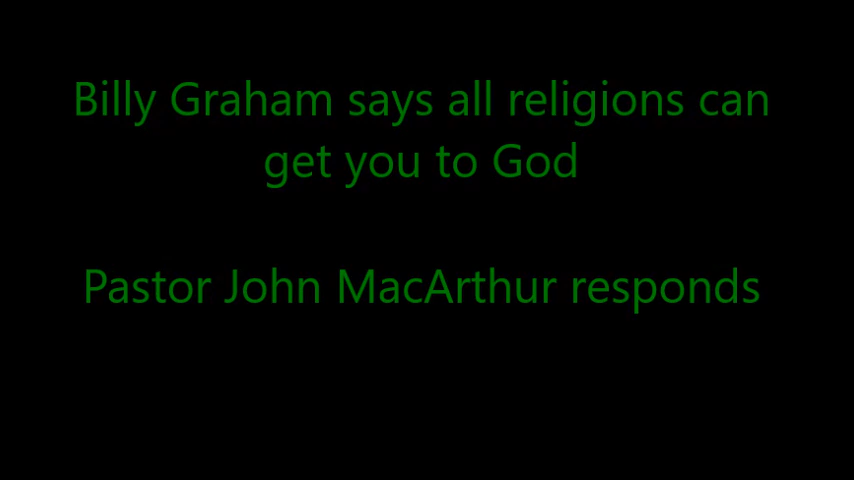 Billy Graham says all religions can
get you to God
Pastor John MacArthur responds